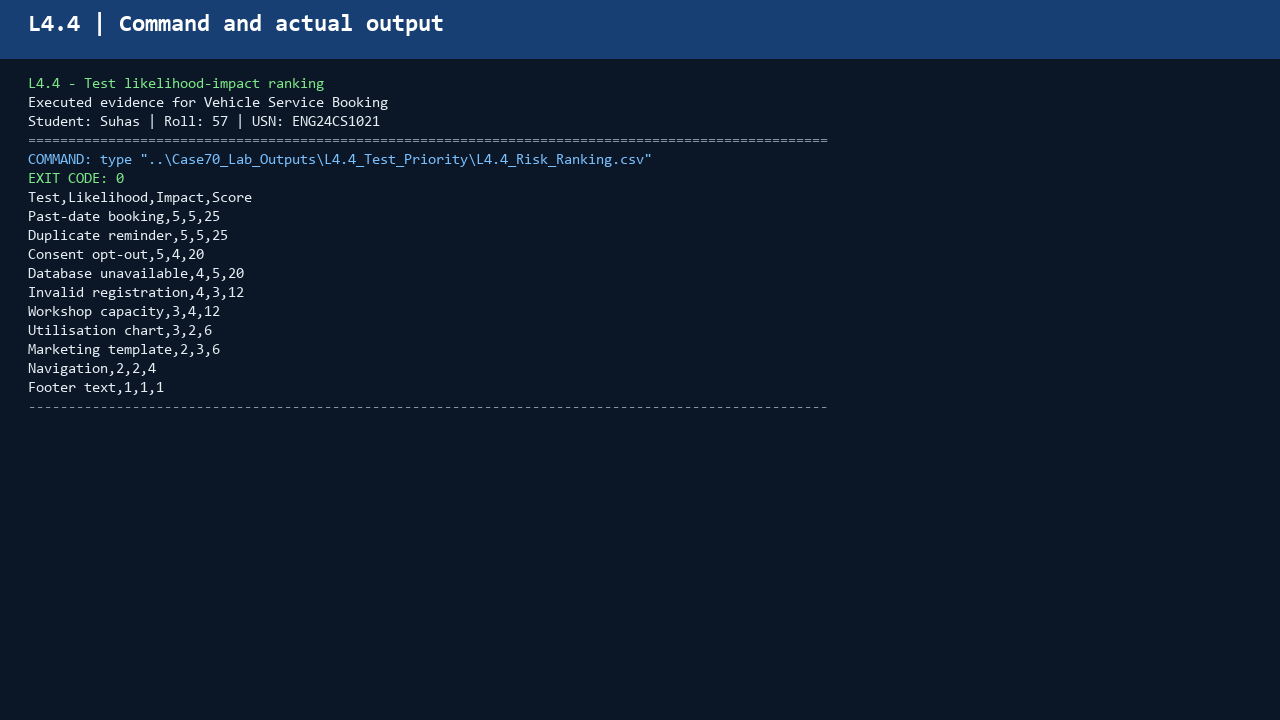 L4.4 | Command and actual output
L4.4 - Test likelihood-impact ranking
Executed evidence for Vehicle Service Booking
Student: Suhas | Roll: 57 | USN: ENG24CS1021
====================================================================================================
COMMAND: type "..\Case70_Lab_Outputs\L4.4_Test_Priority\L4.4_Risk_Ranking.csv"
EXIT CODE: 0
Test,Likelihood,Impact,Score
Past-date booking,5,5,25
Duplicate reminder,5,5,25
Consent opt-out,5,4,20
Database unavailable,4,5,20
Invalid registration,4,3,12
Workshop capacity,3,4,12
Utilisation chart,3,2,6
Marketing template,2,3,6
Navigation,2,2,4
Footer text,1,1,1
----------------------------------------------------------------------------------------------------